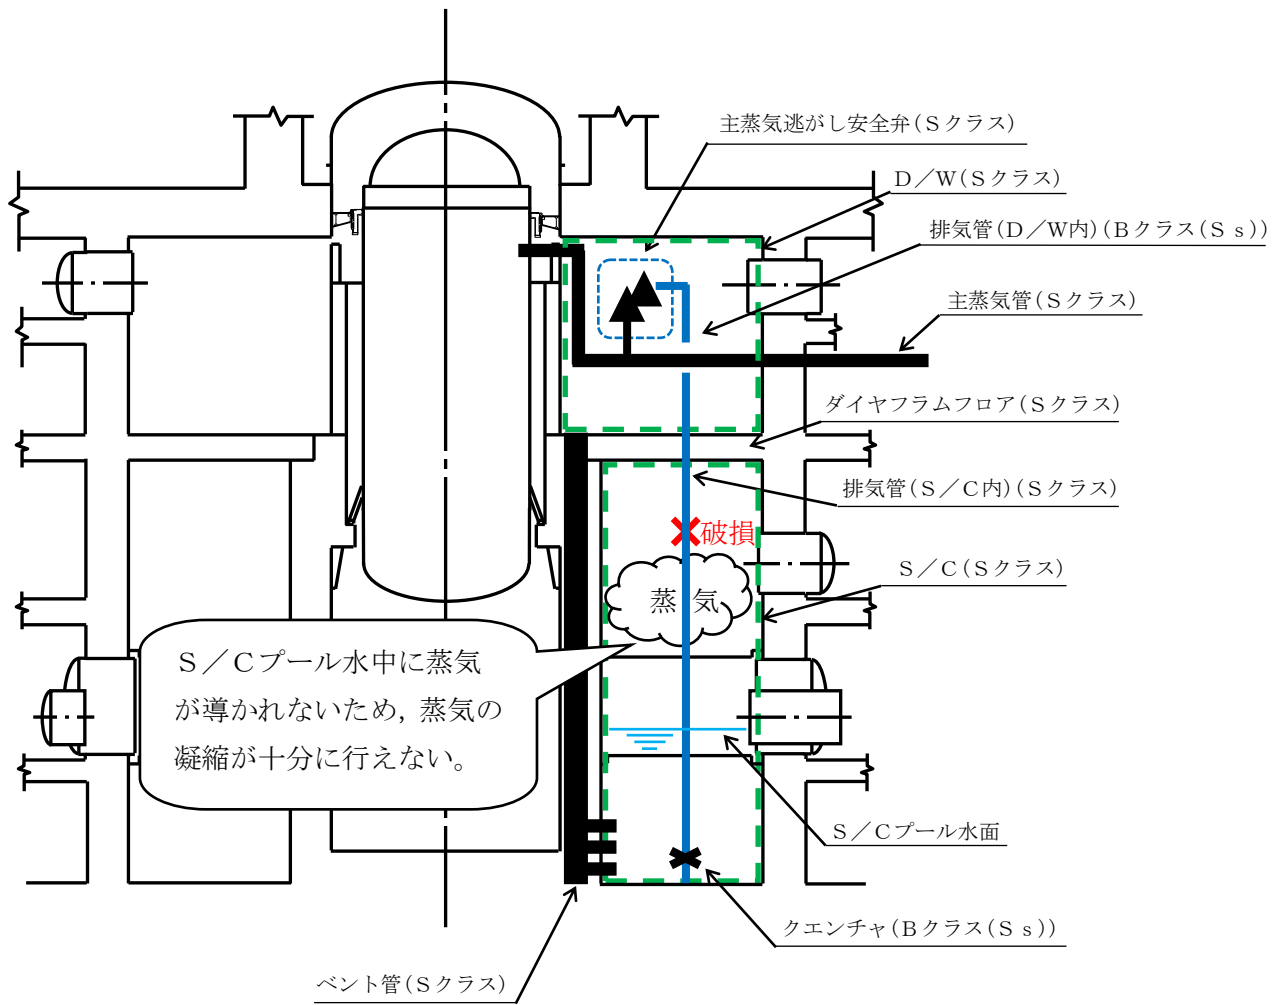 主蒸気逃がし安全弁(Ｓクラス)
Ｄ／Ｗ(Ｓクラス)
排気管(Ｄ／Ｗ内)(Ｂクラス(Ｓｓ))
主蒸気管(Ｓクラス)
ダイヤフラムフロア(Ｓクラス)
排気管(Ｓ／Ｃ内)(Ｓクラス)
破損
Ｓ／Ｃ(Ｓクラス)
蒸気
Ｓ／Ｃプール水中に蒸気
が導かれないため，蒸気の
凝縮が十分に行えない。
Ｓ／Ｃプール水面
クエンチャ(Ｂクラス(Ｓｓ))
ベント管(Ｓクラス)